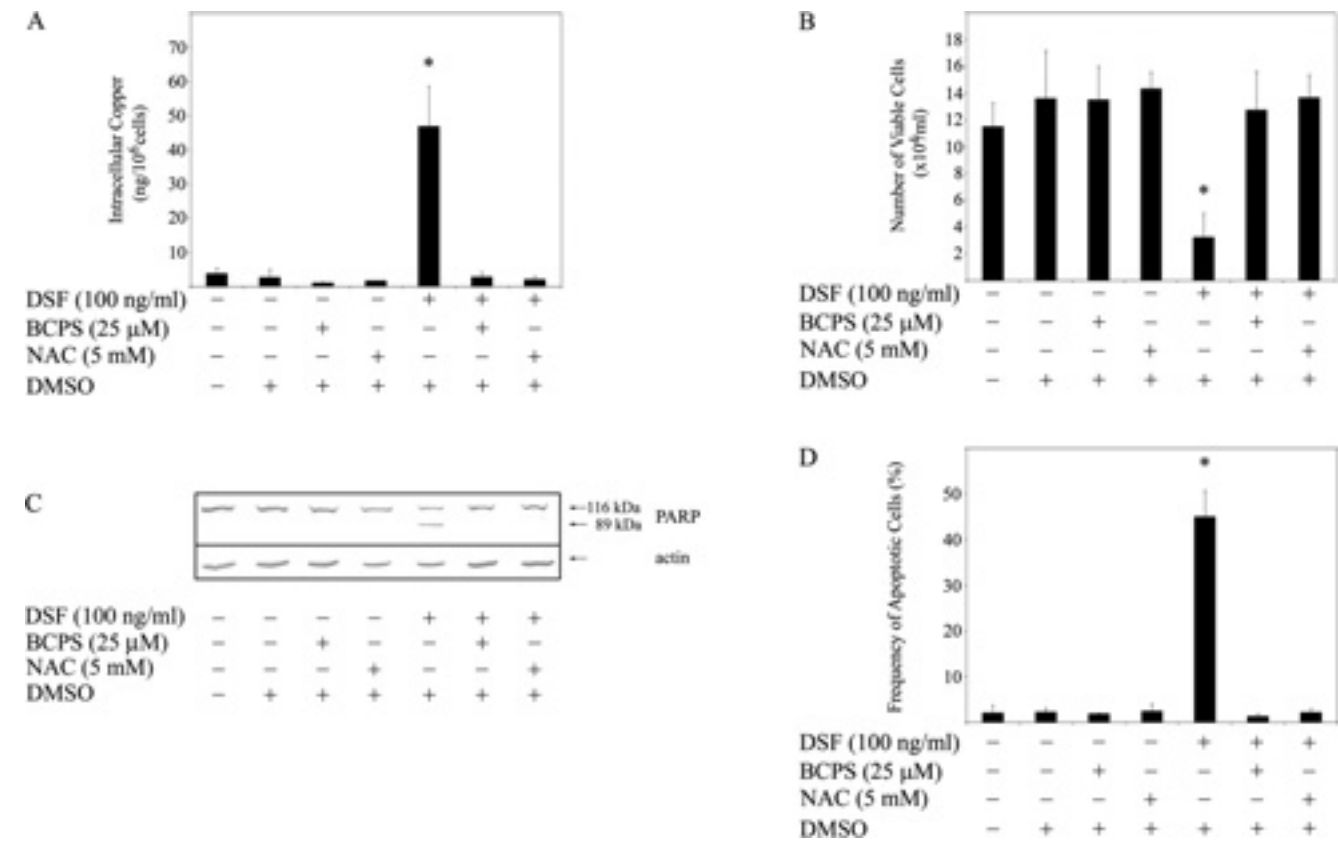 A
Intracellular Copper
(ng/10⁶cells)
70
60
50
40
30
20
10
*
DSF (100 ng/ml) − − − − + + +
BCPS (25 μM) − − + − − + −
NAC (5 mM) − − − + − − +
DMSO − + + + + + +
B
Number of Viable Cells
(x10⁶/ml)
18
16
14
12
10
8
6
4
2
*
DSF (100 ng/ml) − − − − + + +
BCPS (25 μM) − − + − − + −
NAC (5 mM) − − − + − − +
DMSO − + + + + + +
C
←116 kDa
← 89 kDa
PARP
← actin
DSF (100 ng/ml) − − − − + + +
BCPS (25 μM) − − + − − + −
NAC (5 mM) − − − + − − +
DMSO − + + + + + +
D
Frequency of Apoptotic Cells (%)
50
40
30
20
10
*
DSF (100 ng/ml) − − − − + + +
BCPS (25 μM) − − + − − + −
NAC (5 mM) − − − + − − +
DMSO − + + + + + +